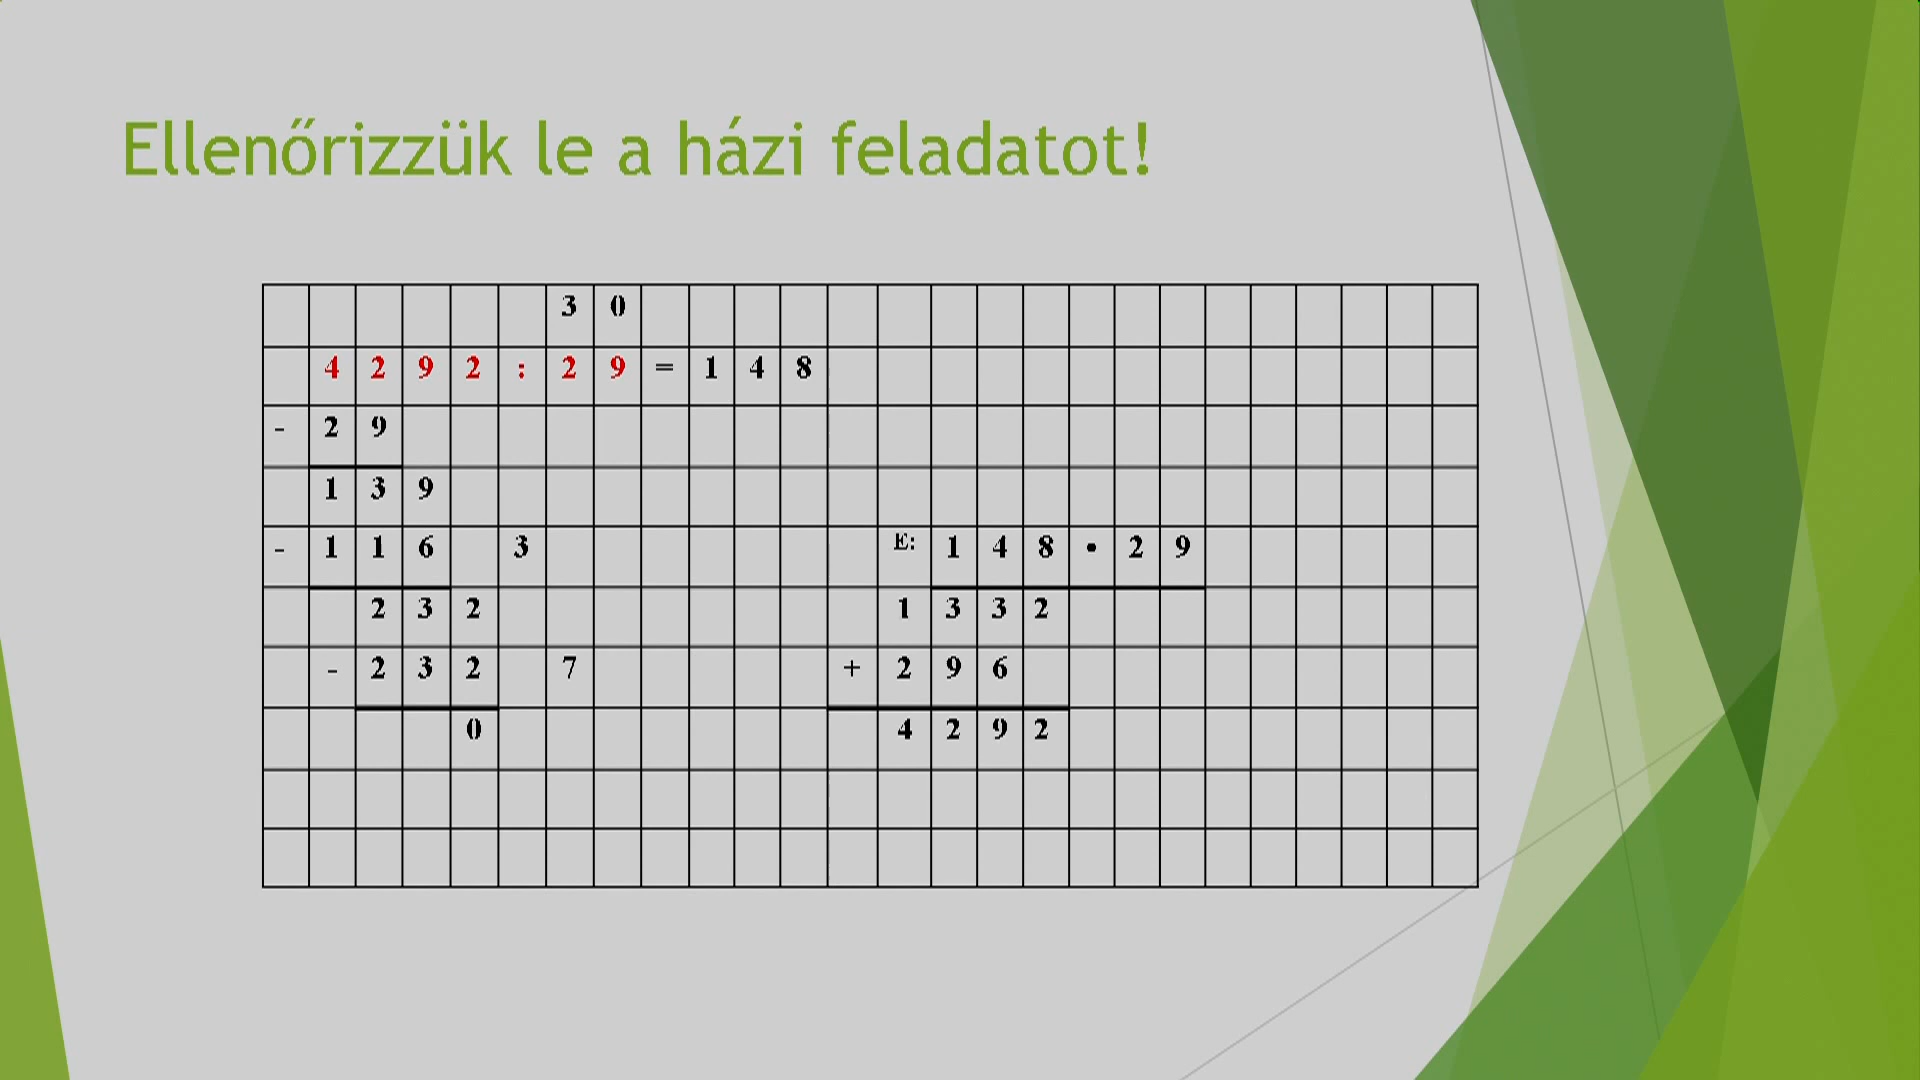 Ellenőrizzük le a házi feladatot!
3 0
4 2 9 2 : 2 9 = 1 4 8
- 2 9
1 3 9
- 1 1 6 3
2 3 2
- 2 3 2 7
0
E: 1 4 8 • 2 9
1 3 3 2
+ 2 9 6
4 2 9 2